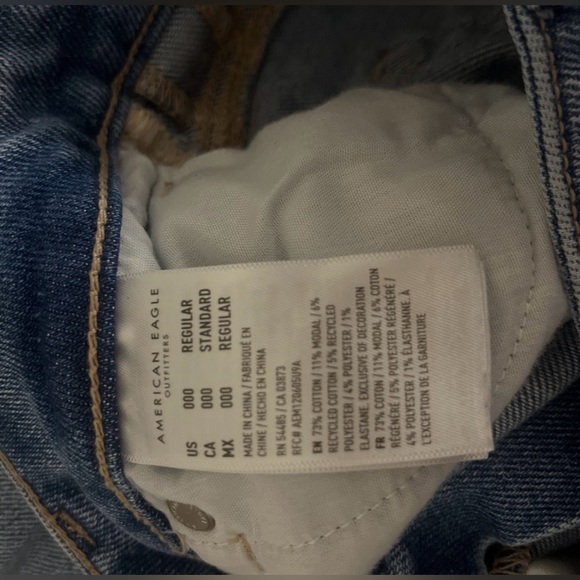 AMERICAN EAGLE
OUTFITTERS
US 000 REGULAR
CA 000 STANDARD
MX 000 REGULAR
MADE IN CHINA / FABRIQUÉ EN
CHINE / HECHO EN CHINA
RN 54485 / CA 03873
RFC# AEM120605U9A
EN 73% COTTON / 11% MODAL / 6%
RECYCLED COTTON / 5% RECYCLED
POLYESTER / 4% POLYESTER / 1%
ELASTANE. EXCLUSIVE OF DECORATION
FR 73% COTON / 11% MODAL / 6% COTON
RÉGÉNÉRÉ / 5% POLYESTER RÉGÉNÉRÉ /
4% POLYESTER / 1% ÉLASTHANNE. À
L'EXCEPTION DE LA GARNITURE